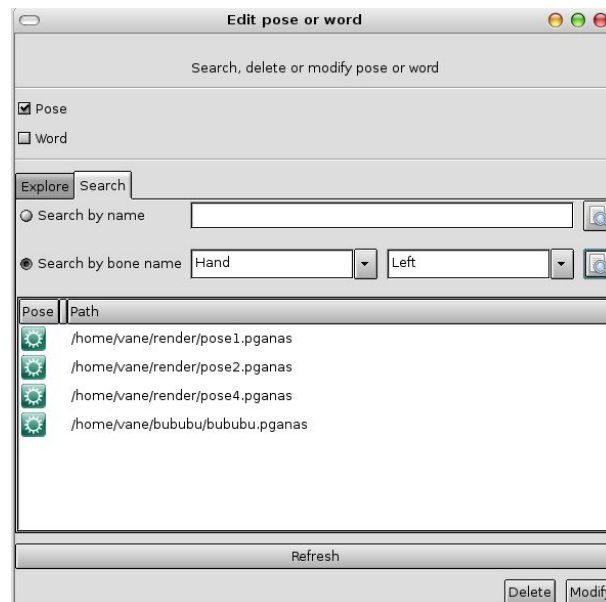 Edit pose or word
Search, delete or modify pose or word
Pose
Word
Explore Search
Search by name
Search by bone name Hand Left
Pose Path
/home/vane/render/pose1.pganas
/home/vane/render/pose2.pganas
/home/vane/render/pose4.pganas
/home/vane/bububu/bububu.pganas
Refresh
Delete Modify